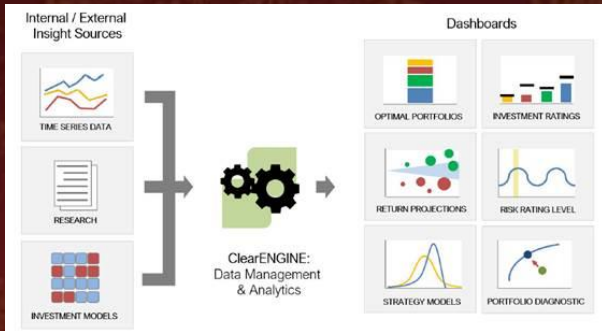 Internal / External
Insight Sources
TIME SERIES DATA
RESEARCH
INVESTMENT MODELS
ClearENGINE:
Data Management
& Analytics
Dashboards
OPTIMAL PORTFOLIOS
INVESTMENT RATINGS
RETURN PROJECTIONS
RISK RATING LEVEL
STRATEGY MODELS
PORTFOLIO DIAGNOSTIC